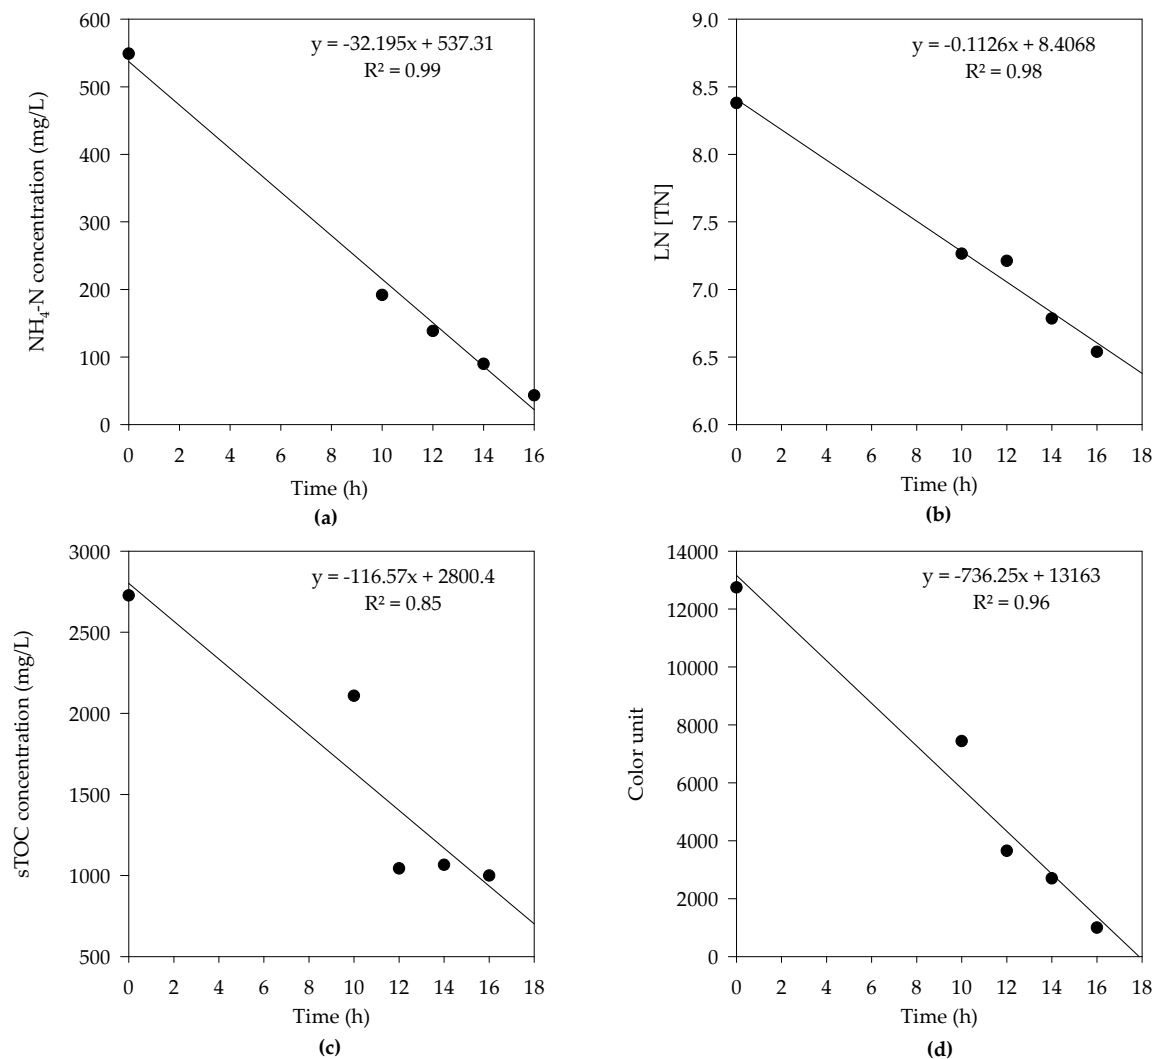 y = -32.195x + 537.31
R² = 0.99
NH₄-N concentration (mg/L)
600
500
400
300
200
100
0
0 2 4 6 8 10 12 14 16
Time (h)
(a)
y = -0.1126x + 8.4068
R² = 0.98
LN [TN]
9.0
8.5
8.0
7.5
7.0
6.5
6.0
0 2 4 6 8 10 12 14 16 18
Time (h)
(b)
y = -116.57x + 2800.4
R² = 0.85
sTOC concentration (mg/L)
3000
2500
2000
1500
1000
500
0 2 4 6 8 10 12 14 16 18
Time (h)
(c)
y = -736.25x + 13163
R² = 0.96
Color unit
14000
12000
10000
8000
6000
4000
2000
0
0 2 4 6 8 10 12 14 16 18
Time (h)
(d)